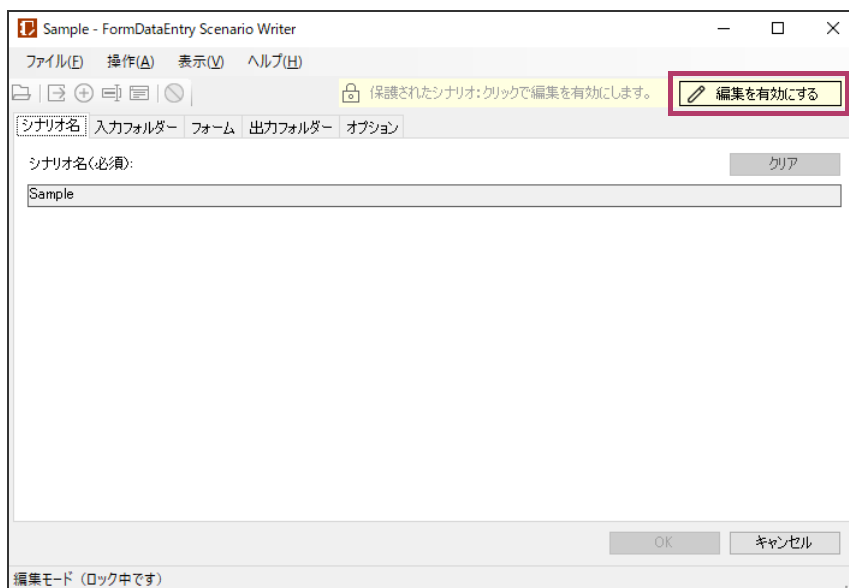 Sample - FormDataEntry Scenario Writer
ファイル(F) 操作(A) 表示(V) ヘルプ(H)
保護されたシナリオ:クリックで編集を有効にします。 編集を有効にする
シナリオ名 入力フォルダー フォーム 出力フォルダー オプション
シナリオ名(必須): クリア
Sample
OK キャンセル
編集モード (ロック中です)